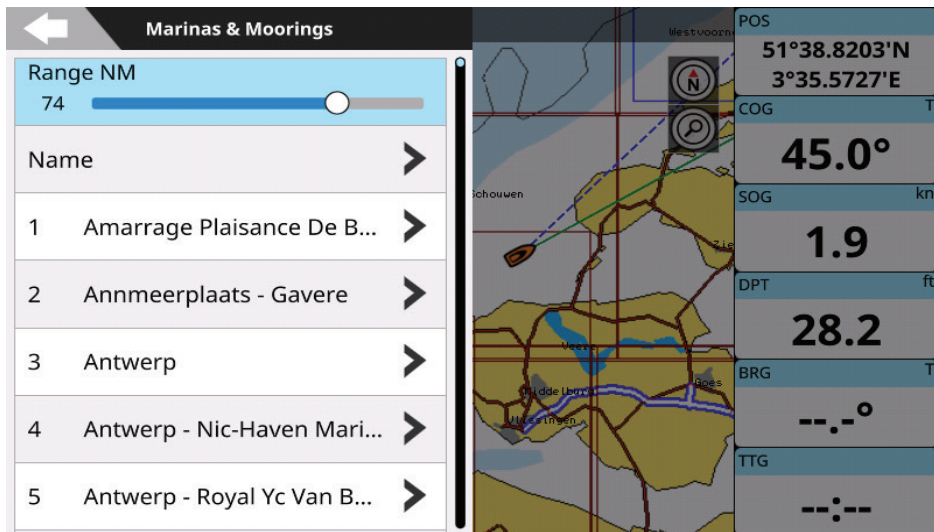 Marinas & Moorings
Range NM
74
Name
1 Amarrage Plaisance De B...
2 Annmeerplaats - Gavere
3 Antwerp
4 Antwerp - Nic-Haven Mari...
5 Antwerp - Royal Yc Van B...
Westvoorn
N
Schouwen
Zie
Veere
Goes
Middelburg
Vlissingen
POS
51°38.8203'N
3°35.5727'E
COG T
45.0°
SOG kn
1.9
DPT ft
28.2
BRG T
--.-°
TTG
--:--